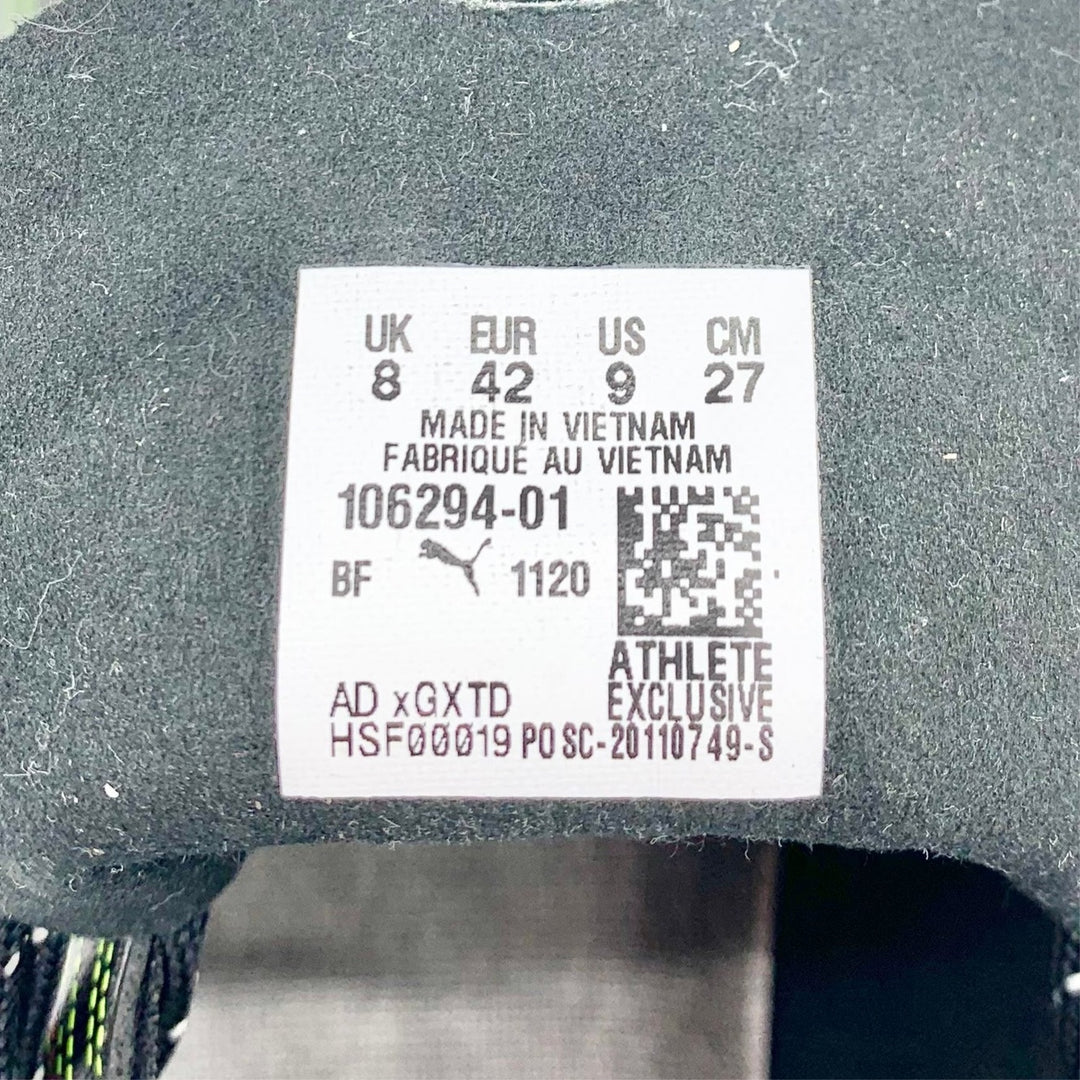 UK EUR US CM
8 42 9 27
MADE IN VIETNAM
FABRIQUE AU VIETNAM
106294-01
BF 1120
ATHLETE
AD xGXTD EXCLUSIVE
HSF00019 PO SC-20110749-S